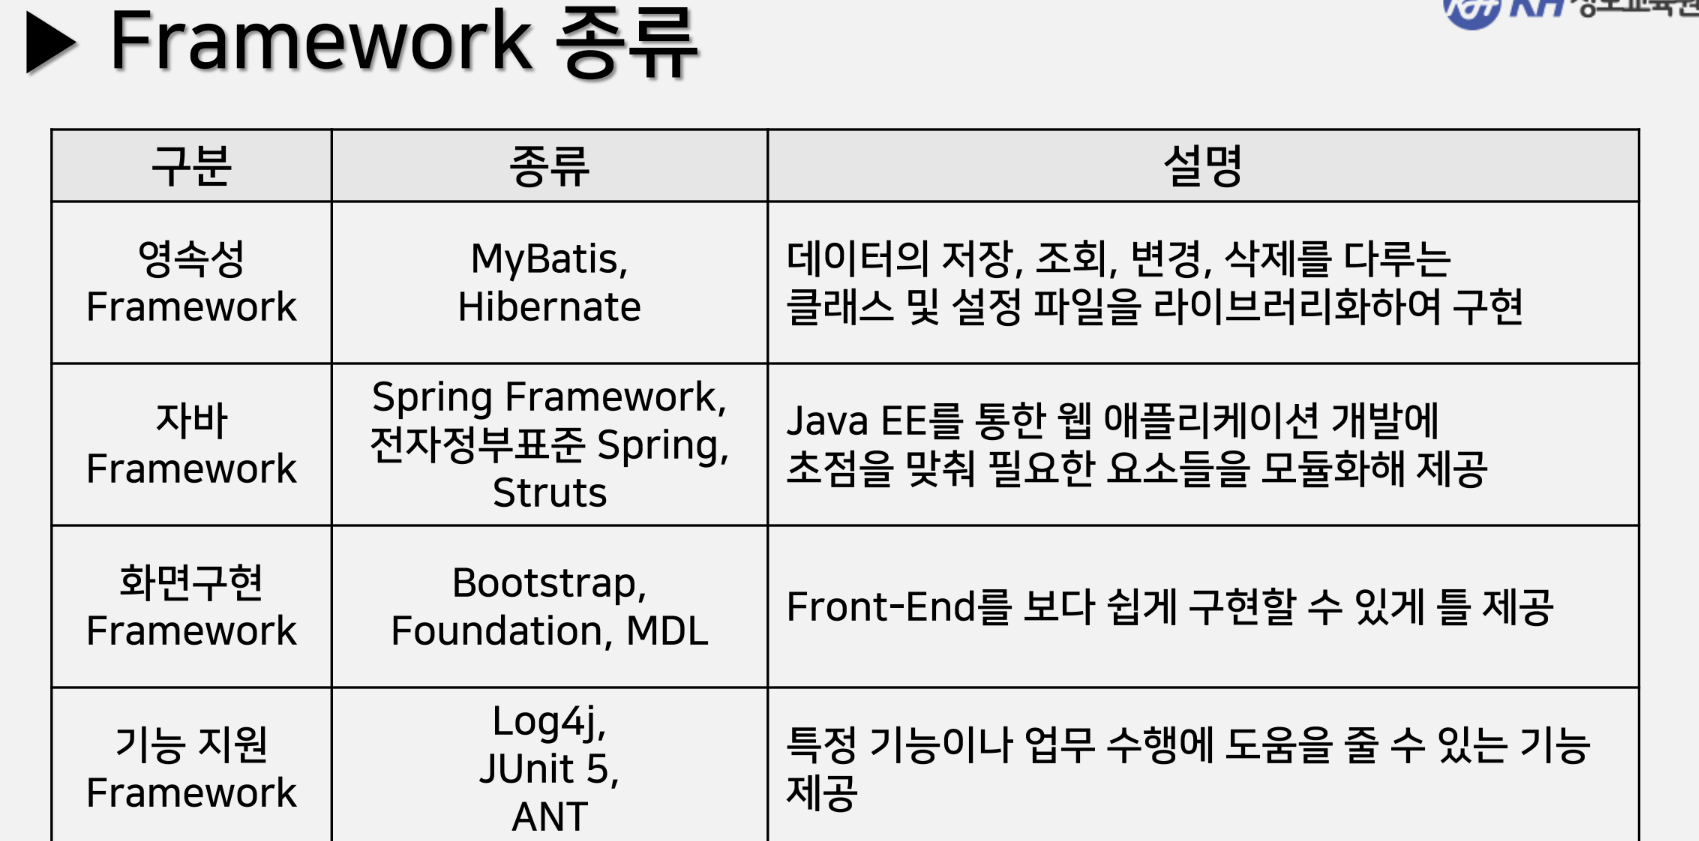 ▶ Framework 종류
KH
구분
종류
설명
영속성
Framework
MyBatis,
Hibernate
데이터의 저장, 조회, 변경, 삭제를 다루는
클래스 및 설정 파일을 라이브러리화하여 구현
자바
Framework
Spring Framework,
전자정부표준 Spring,
Struts
Java EE를 통한 웹 애플리케이션 개발에
초점을 맞춰 필요한 요소들을 모듈화해 제공
화면구현
Framework
Bootstrap,
Foundation, MDL
Front-End를 보다 쉽게 구현할 수 있게 틀 제공
기능 지원
Framework
Log4j,
JUnit 5,
ANT
특정 기능이나 업무 수행에 도움을 줄 수 있는 기능
제공